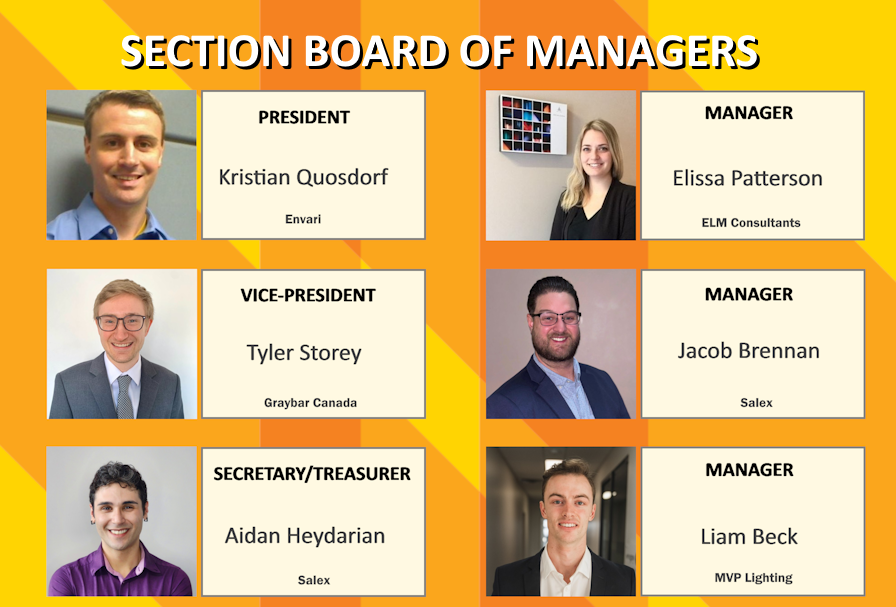 SECTION BOARD OF MANAGERS
PRESIDENT
Kristian Quosdorf
Envari
MANAGER
Elissa Patterson
ELM Consultants
VICE-PRESIDENT
Tyler Storey
Graybar Canada
MANAGER
Jacob Brennan
Salex
SECRETARY/TREASURER
Aidan Heydarian
Salex
MANAGER
Liam Beck
MVP Lighting